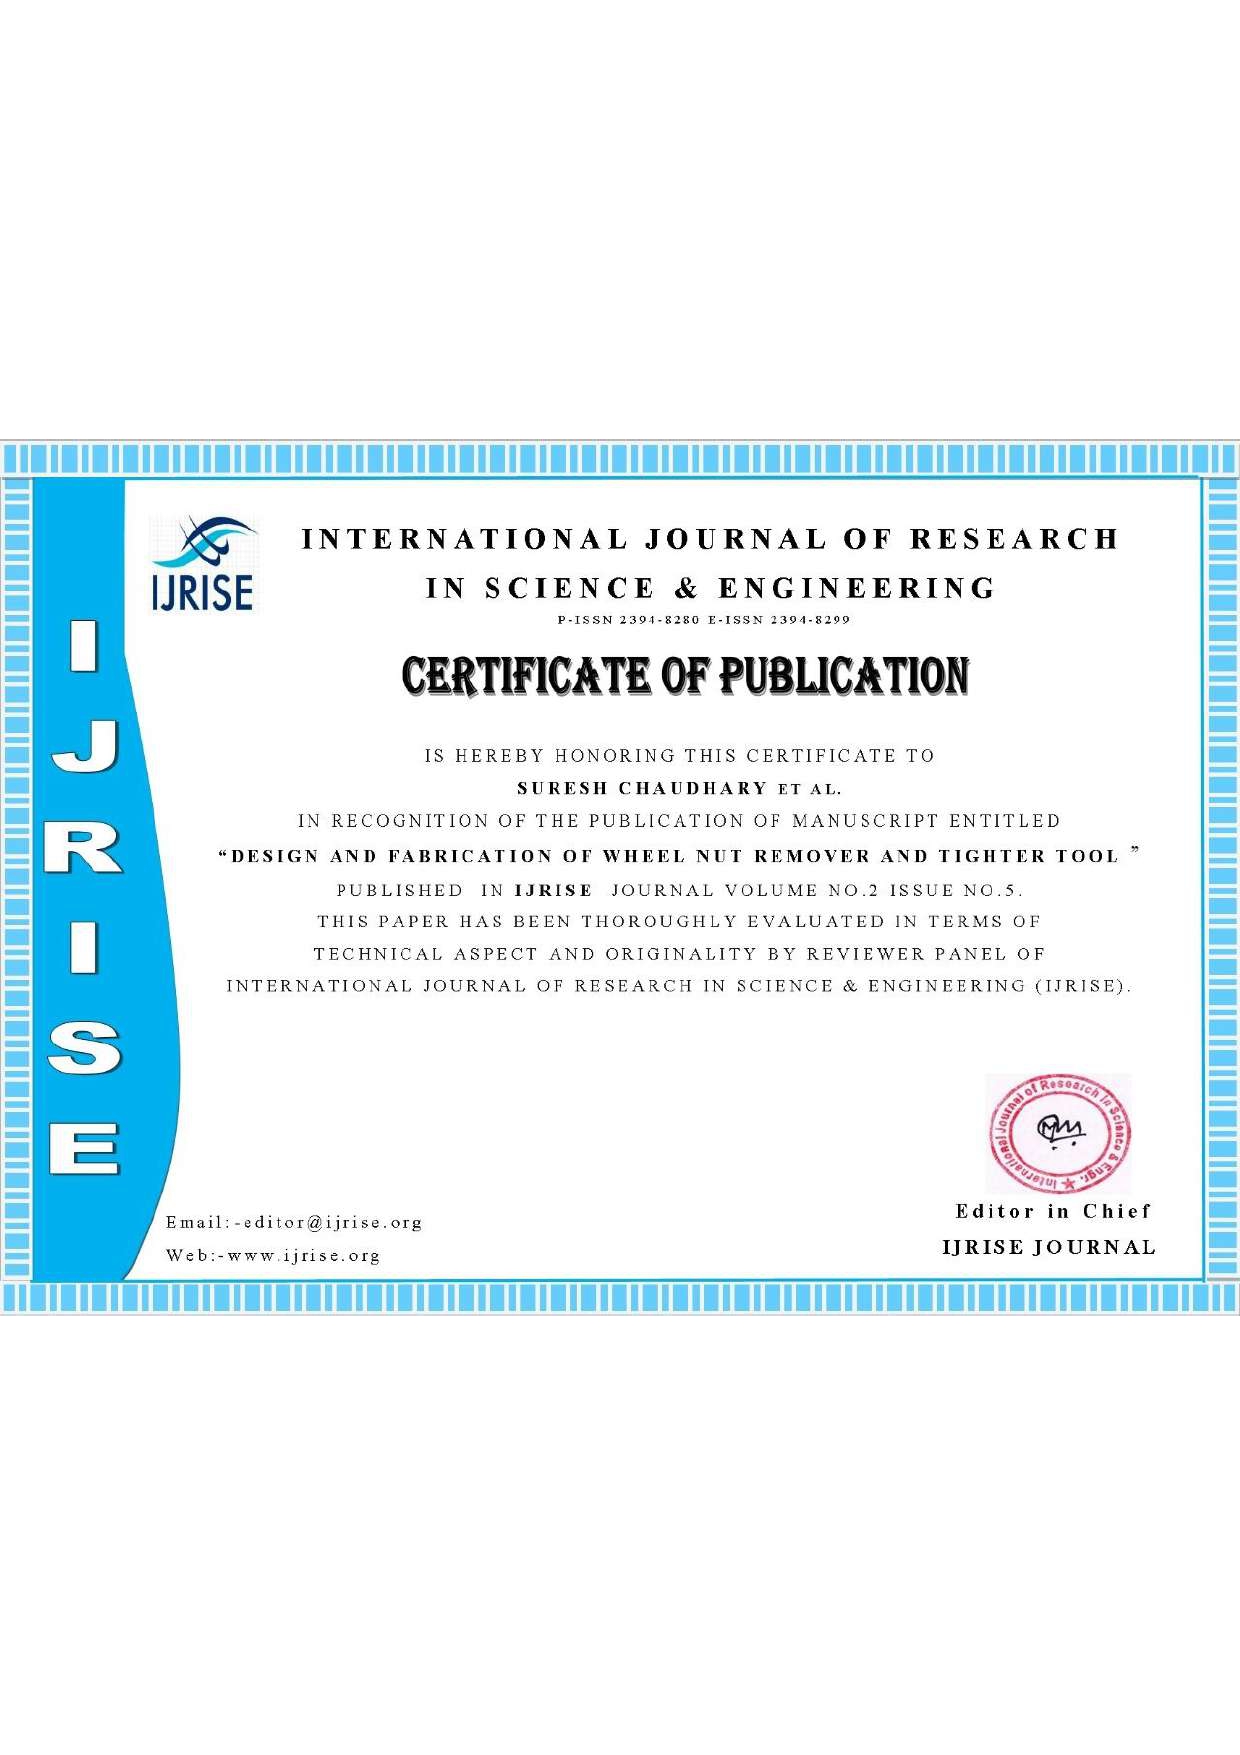 INTERNATIONAL JOURNAL OF RESEARCH
IN SCIENCE & ENGINEERING
P-ISSN 2394-8280 E-ISSN 2394-8299
IJRISE
CERTIFICATE OF PUBLICATION
IS HEREBY HONORING THIS CERTIFICATE TO
SURESH CHAUDHARY ET AL.
IN RECOGNITION OF THE PUBLICATION OF MANUSCRIPT ENTITLED
“DESIGN AND FABRICATION OF WHEEL NUT REMOVER AND TIGHTER TOOL ”
PUBLISHED IN IJRISE JOURNAL VOLUME NO.2 ISSUE NO.5.
THIS PAPER HAS BEEN THOROUGHLY EVALUATED IN TERMS OF
TECHNICAL ASPECT AND ORIGINALITY BY REVIEWER PANEL OF
INTERNATIONAL JOURNAL OF RESEARCH IN SCIENCE & ENGINEERING (IJRISE).
IJRISE
International Journal of Research in Science & Engr.
Editor in Chief
IJRISE JOURNAL
Email:-editor@ijrise.org
Web:-www.ijrise.org